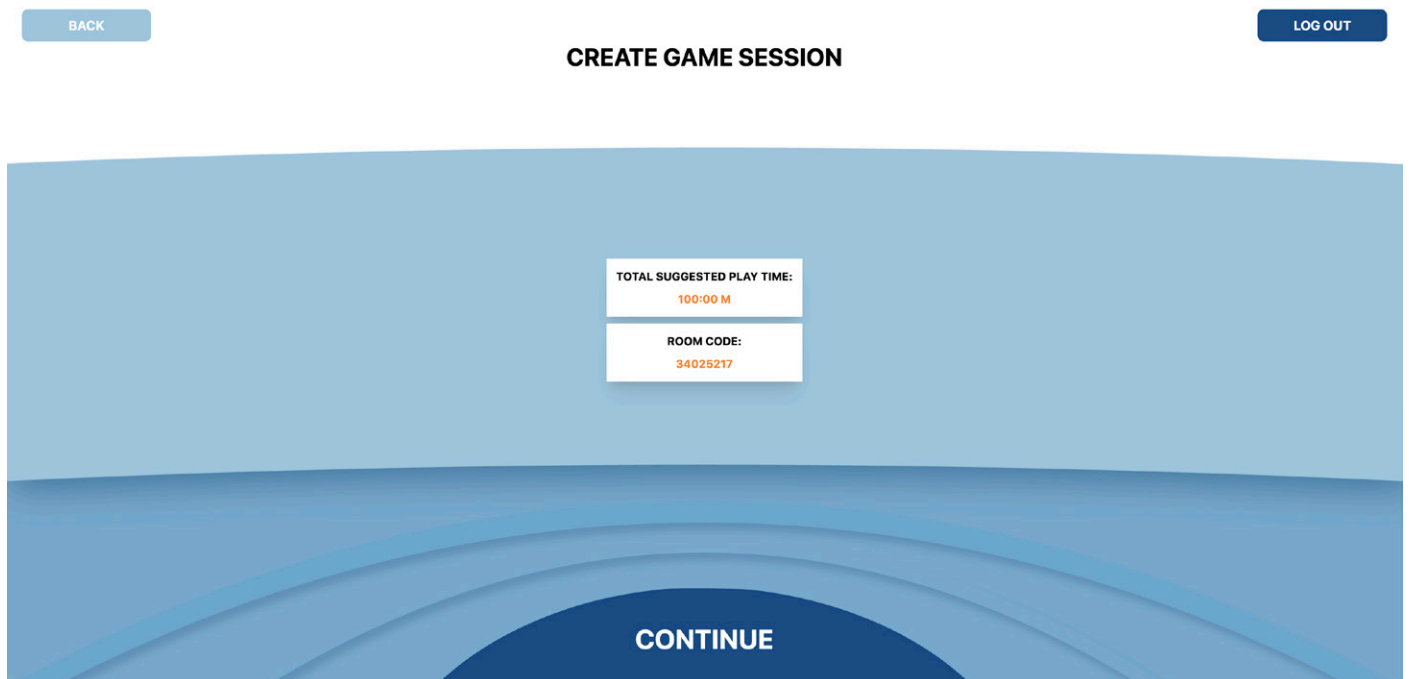 BACK
LOG OUT
CREATE GAME SESSION
TOTAL SUGGESTED PLAY TIME:
100:00 M
ROOM CODE:
34025217
CONTINUE